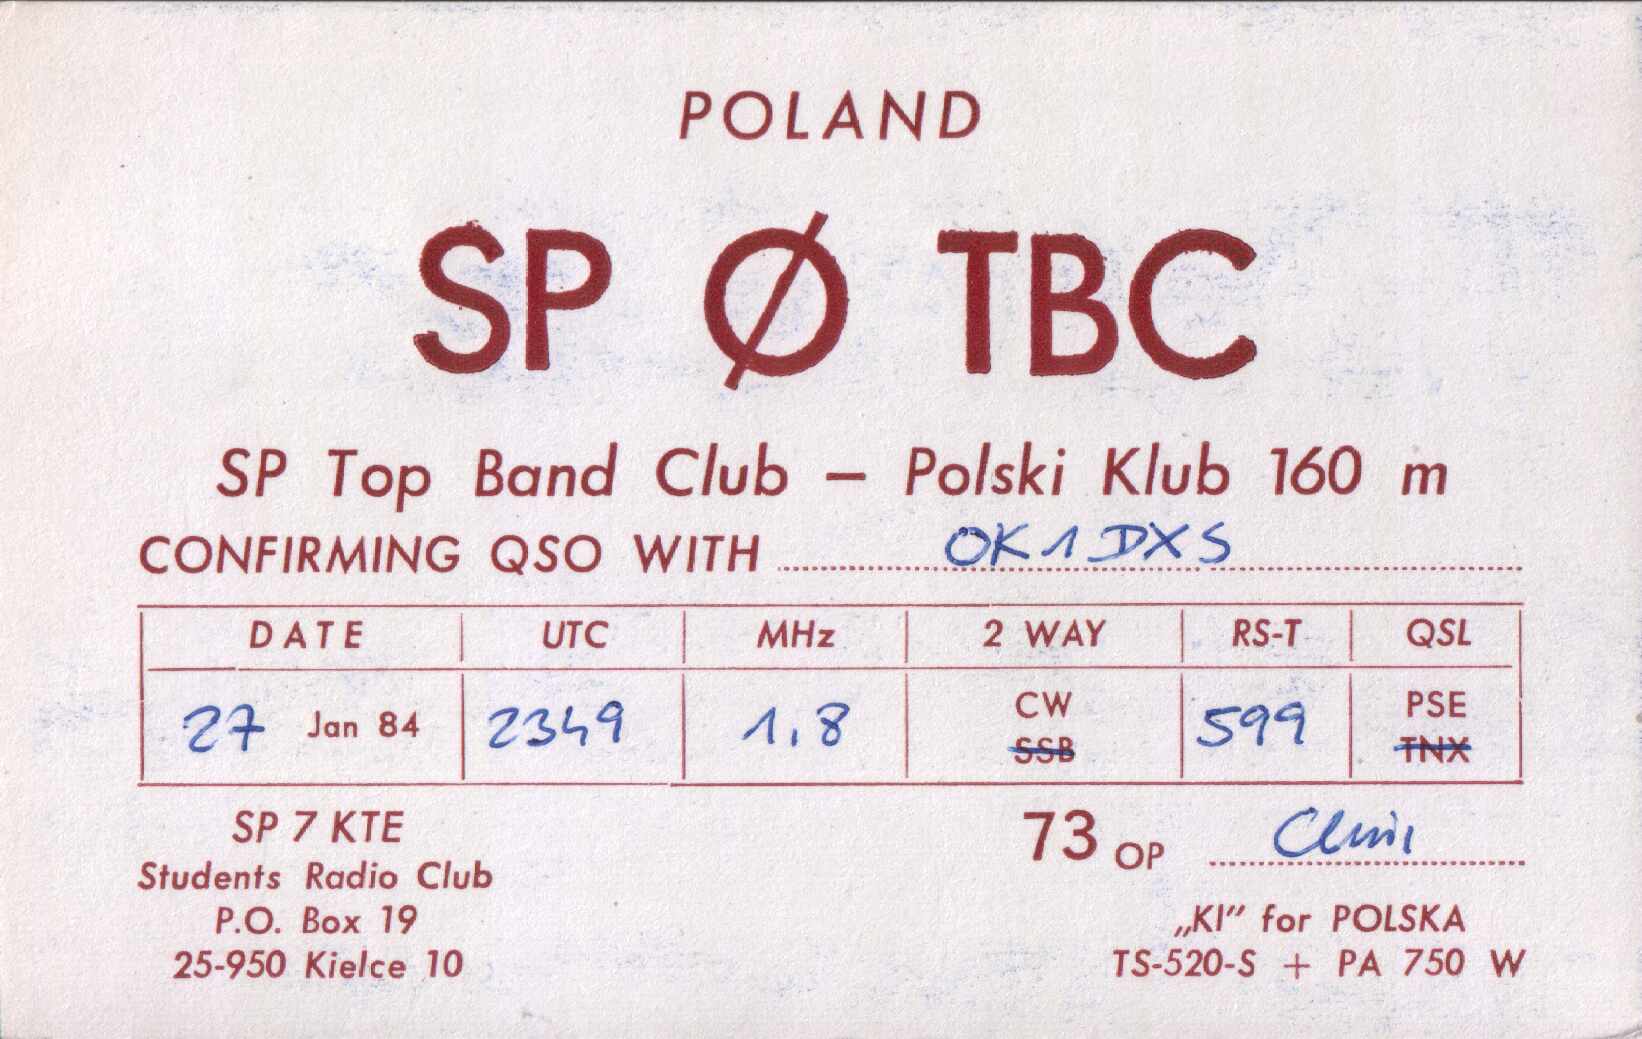 POLAND
SP Ø TBC
SP Top Band Club – Polski Klub 160 m
CONFIRMING QSO WITH OK1DXS
DATE UTC MHz 2 WAY RS-T QSL
27 Jan 84 2349 1,8 CW SSB 599 PSE TNX
SP 7 KTE
Students Radio Club
P.O. Box 19
25-950 Kielce 10
73 OP
„KI” for POLSKA
TS-520-S + PA 750 W